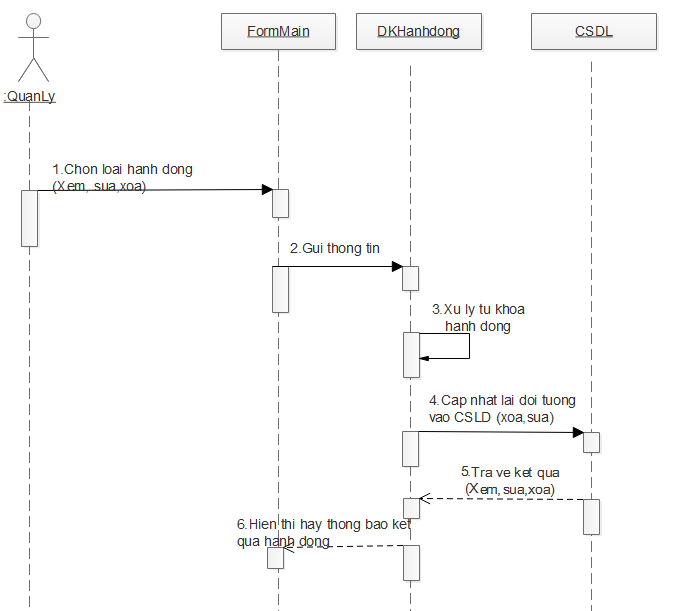 FormMain
DKHanhdong
CSDL
:QuanLy
1.Chon loai hanh dong
(Xem, sua,xoa)
2.Gui thong tin
3.Xu ly tu khoa
hanh dong
4.Cap nhat lai doi tuong
vao CSLD (xoa,sua)
5.Tra ve ket qua
(Xem,sua,xoa)
6.Hien thi hay thong bao ket
qua hanh dong